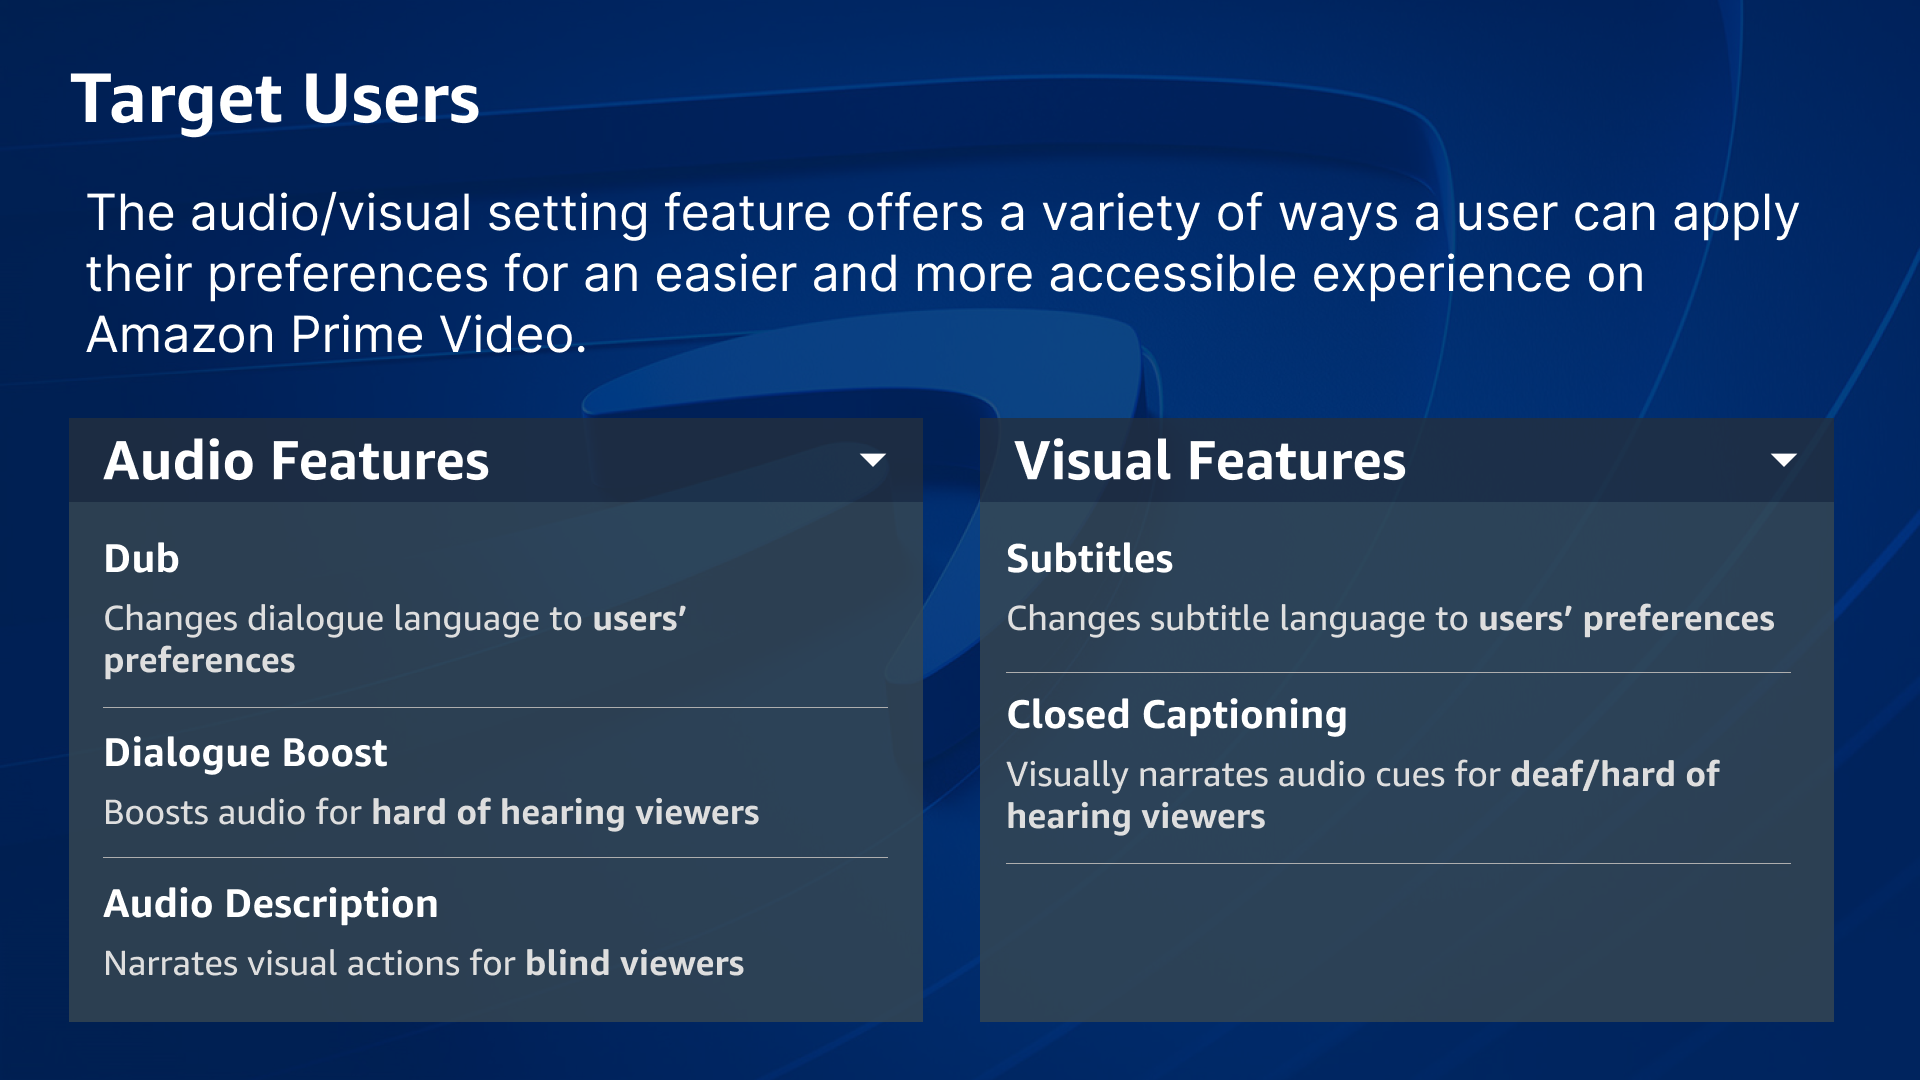 Target Users
The audio/visual setting feature offers a variety of ways a user can apply
their preferences for an easier and more accessible experience on
Amazon Prime Video.
Audio Features
Dub
Changes dialogue language to users’
preferences
Dialogue Boost
Boosts audio for hard of hearing viewers
Audio Description
Narrates visual actions for blind viewers
Visual Features
Subtitles
Changes subtitle language to users’ preferences
Closed Captioning
Visually narrates audio cues for deaf/hard of
hearing viewers